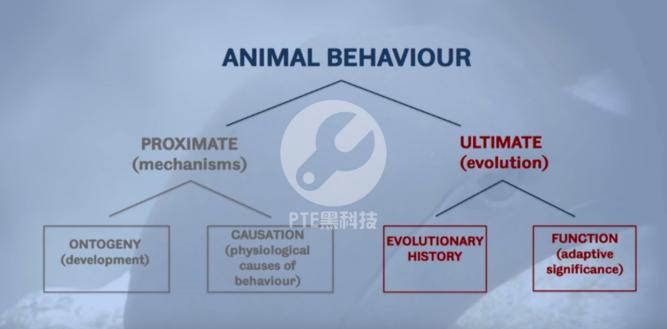 ANIMAL BEHAVIOUR
PROXIMATE
(mechanisms)
ULTIMATE
(evolution)
ONTOGENY
(development)
CAUSATION
(physiological
causes of
behaviour)
EVOLUTIONARY
HISTORY
FUNCTION
(adaptive
significance)
PTE黑科技